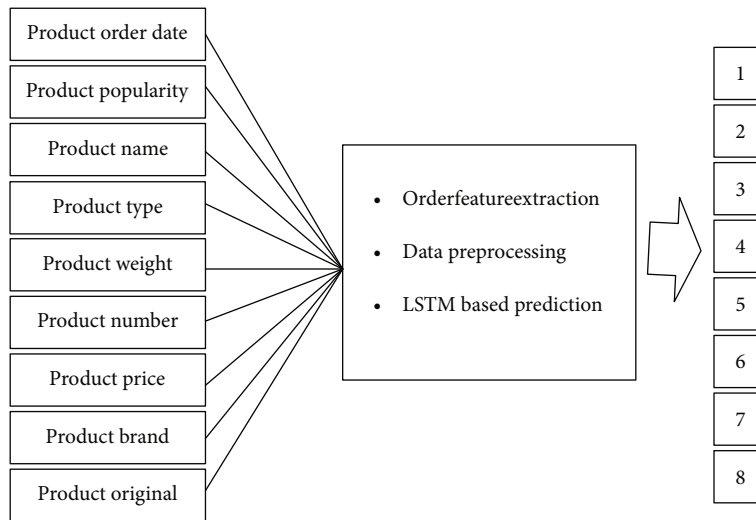 Product order date
Product popularity
Product name
Product type
Product weight
Product number
Product price
Product brand
Product original
• Orderfeatureextraction
• Data preprocessing
• LSTM based prediction
1
2
3
4
5
6
7
8